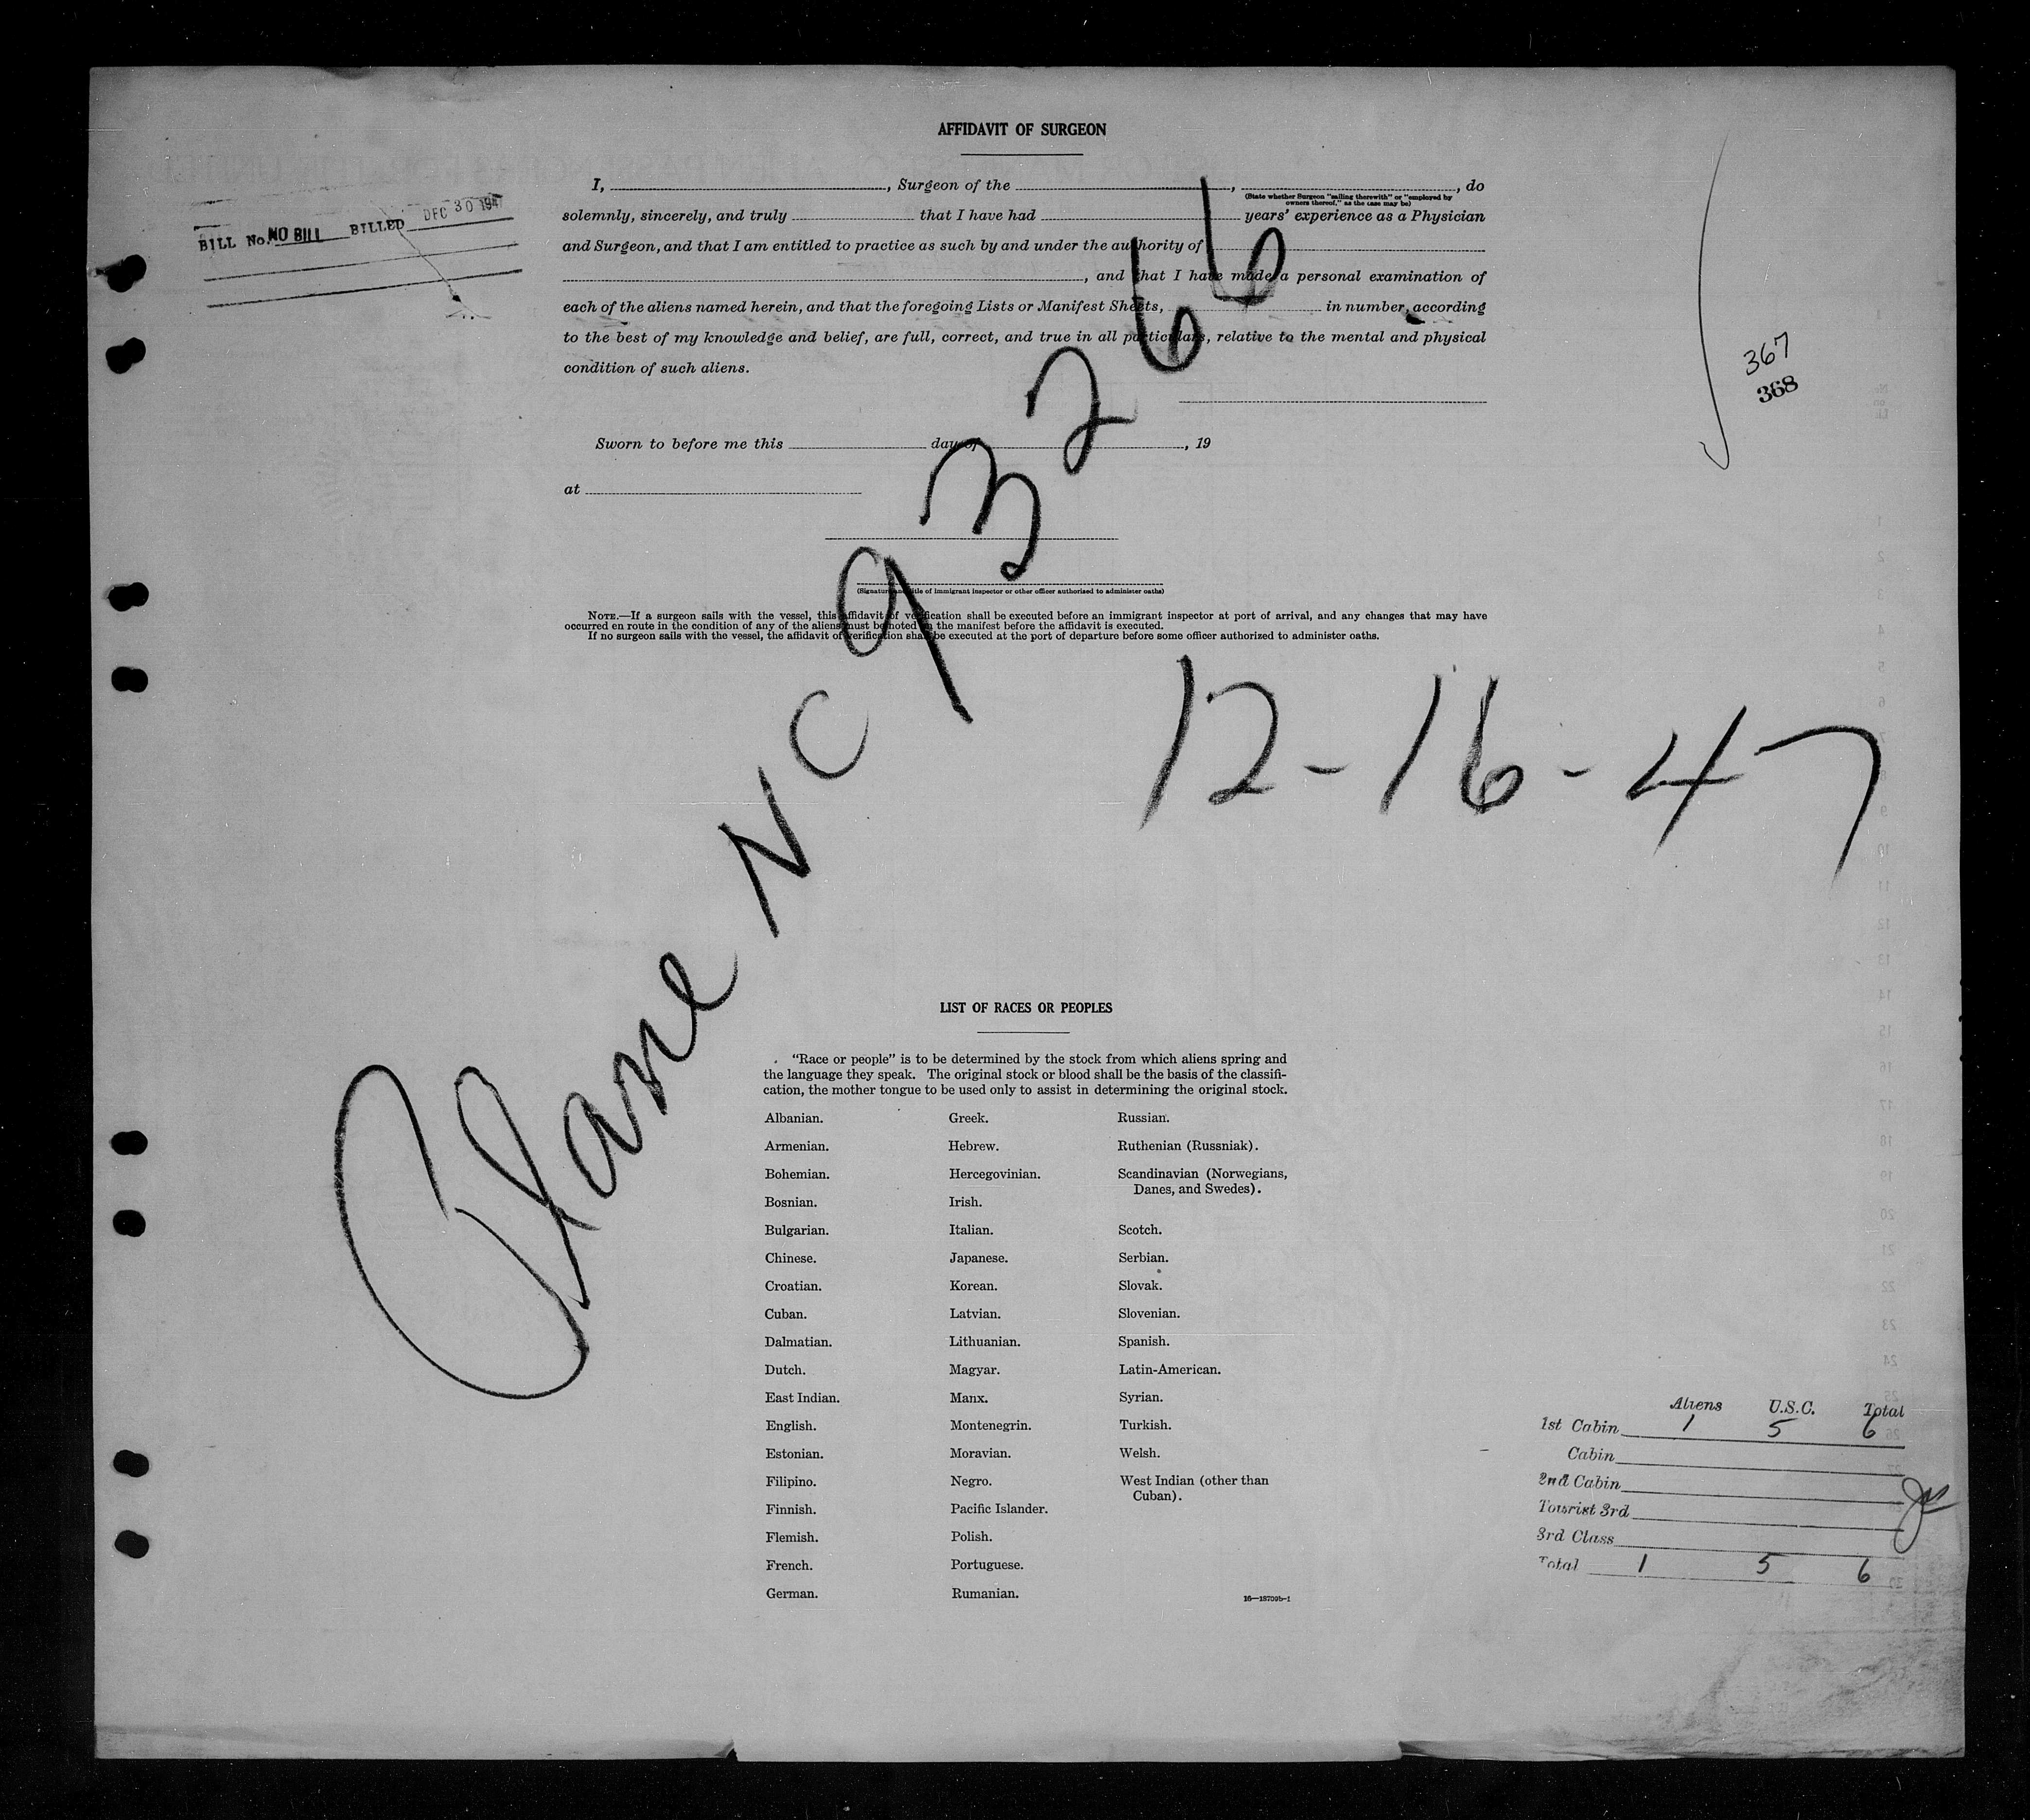 AFFIDAVIT OF SURGEON
I, , Surgeon of the , , do
(State whether Surgeon "sailing therewith" or "employed by
owners thereof," as the case may be)
solemnly, sincerely, and truly that I have had years' experience as a Physician
and Surgeon, and that I am entitled to practice as such by and under the authority of
, and that I have made a personal examination of
each of the aliens named herein, and that the foregoing Lists or Manifest Sheets, in number, according
to the best of my knowledge and belief, are full, correct, and true in all particulars, relative to the mental and physical
condition of such aliens.
Sworn to before me this day of , 19
at
(Signature and title of immigrant inspector or other officer authorized to administer oaths)
NOTE.—If a surgeon sails with the vessel, this affidavit of verification shall be executed before an immigrant inspector at port of arrival, and any changes that may have
occurred en route in the condition of any of the aliens must be noted on the manifest before the affidavit is executed.
If no surgeon sails with the vessel, the affidavit of verification shall be executed at the port of departure before some officer authorized to administer oaths.
BILL No. NO BILL BILLED DEC 30 194
367
368
Plane NC 93266
12-16-47
LIST OF RACES OR PEOPLES
"Race or people" is to be determined by the stock from which aliens spring and
the language they speak. The original stock or blood shall be the basis of the classifi-
cation, the mother tongue to be used only to assist in determining the original stock.
Albanian. Greek. Russian.
Armenian. Hebrew. Ruthenian (Russniak).
Bohemian. Hercegovinian. Scandinavian (Norwegians,
Danes, and Swedes).
Bosnian. Irish.
Bulgarian. Italian. Scotch.
Chinese. Japanese. Serbian.
Croatian. Korean. Slovak.
Cuban. Latvian. Slovenian.
Dalmatian. Lithuanian. Spanish.
Dutch. Magyar. Latin-American.
East Indian. Manx. Syrian.
English. Montenegrin. Turkish.
Estonian. Moravian. Welsh.
Filipino. Negro. West Indian (other than
Cuban).
Finnish. Pacific Islander.
Flemish. Polish.
French. Portuguese.
German. Rumanian.
16—18709b-1
Aliens U.S.C. Total
1st Cabin 1 5 6
Cabin
2nd Cabin
Tourist 3rd
3rd Class
Total 1 5 6